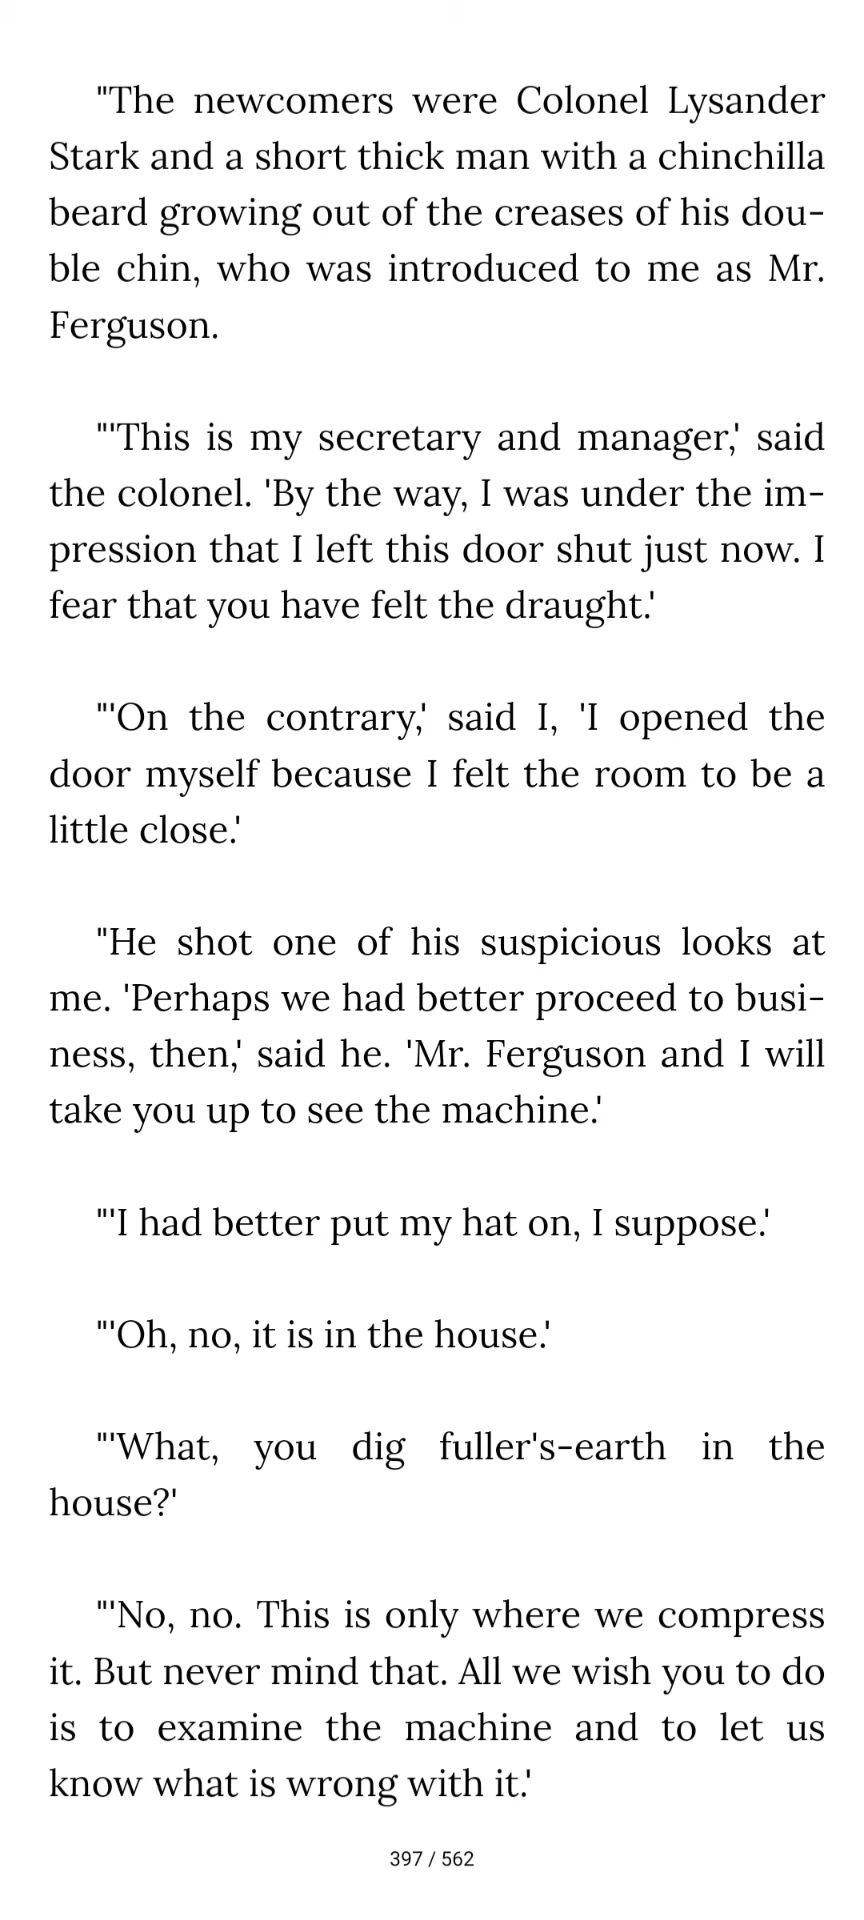 "The newcomers were Colonel Lysander
Stark and a short thick man with a chinchilla
beard growing out of the creases of his dou-
ble chin, who was introduced to me as Mr.
Ferguson.
"'This is my secretary and manager,' said
the colonel. 'By the way, I was under the im-
pression that I left this door shut just now. I
fear that you have felt the draught.'
"'On the contrary,' said I, 'I opened the
door myself because I felt the room to be a
little close.'
"He shot one of his suspicious looks at
me. 'Perhaps we had better proceed to busi-
ness, then,' said he. 'Mr. Ferguson and I will
take you up to see the machine.'
"'I had better put my hat on, I suppose.'
"'Oh, no, it is in the house.'
"'What, you dig fuller's-earth in the
house?'
"'No, no. This is only where we compress
it. But never mind that. All we wish you to do
is to examine the machine and to let us
know what is wrong with it.'
397 / 562